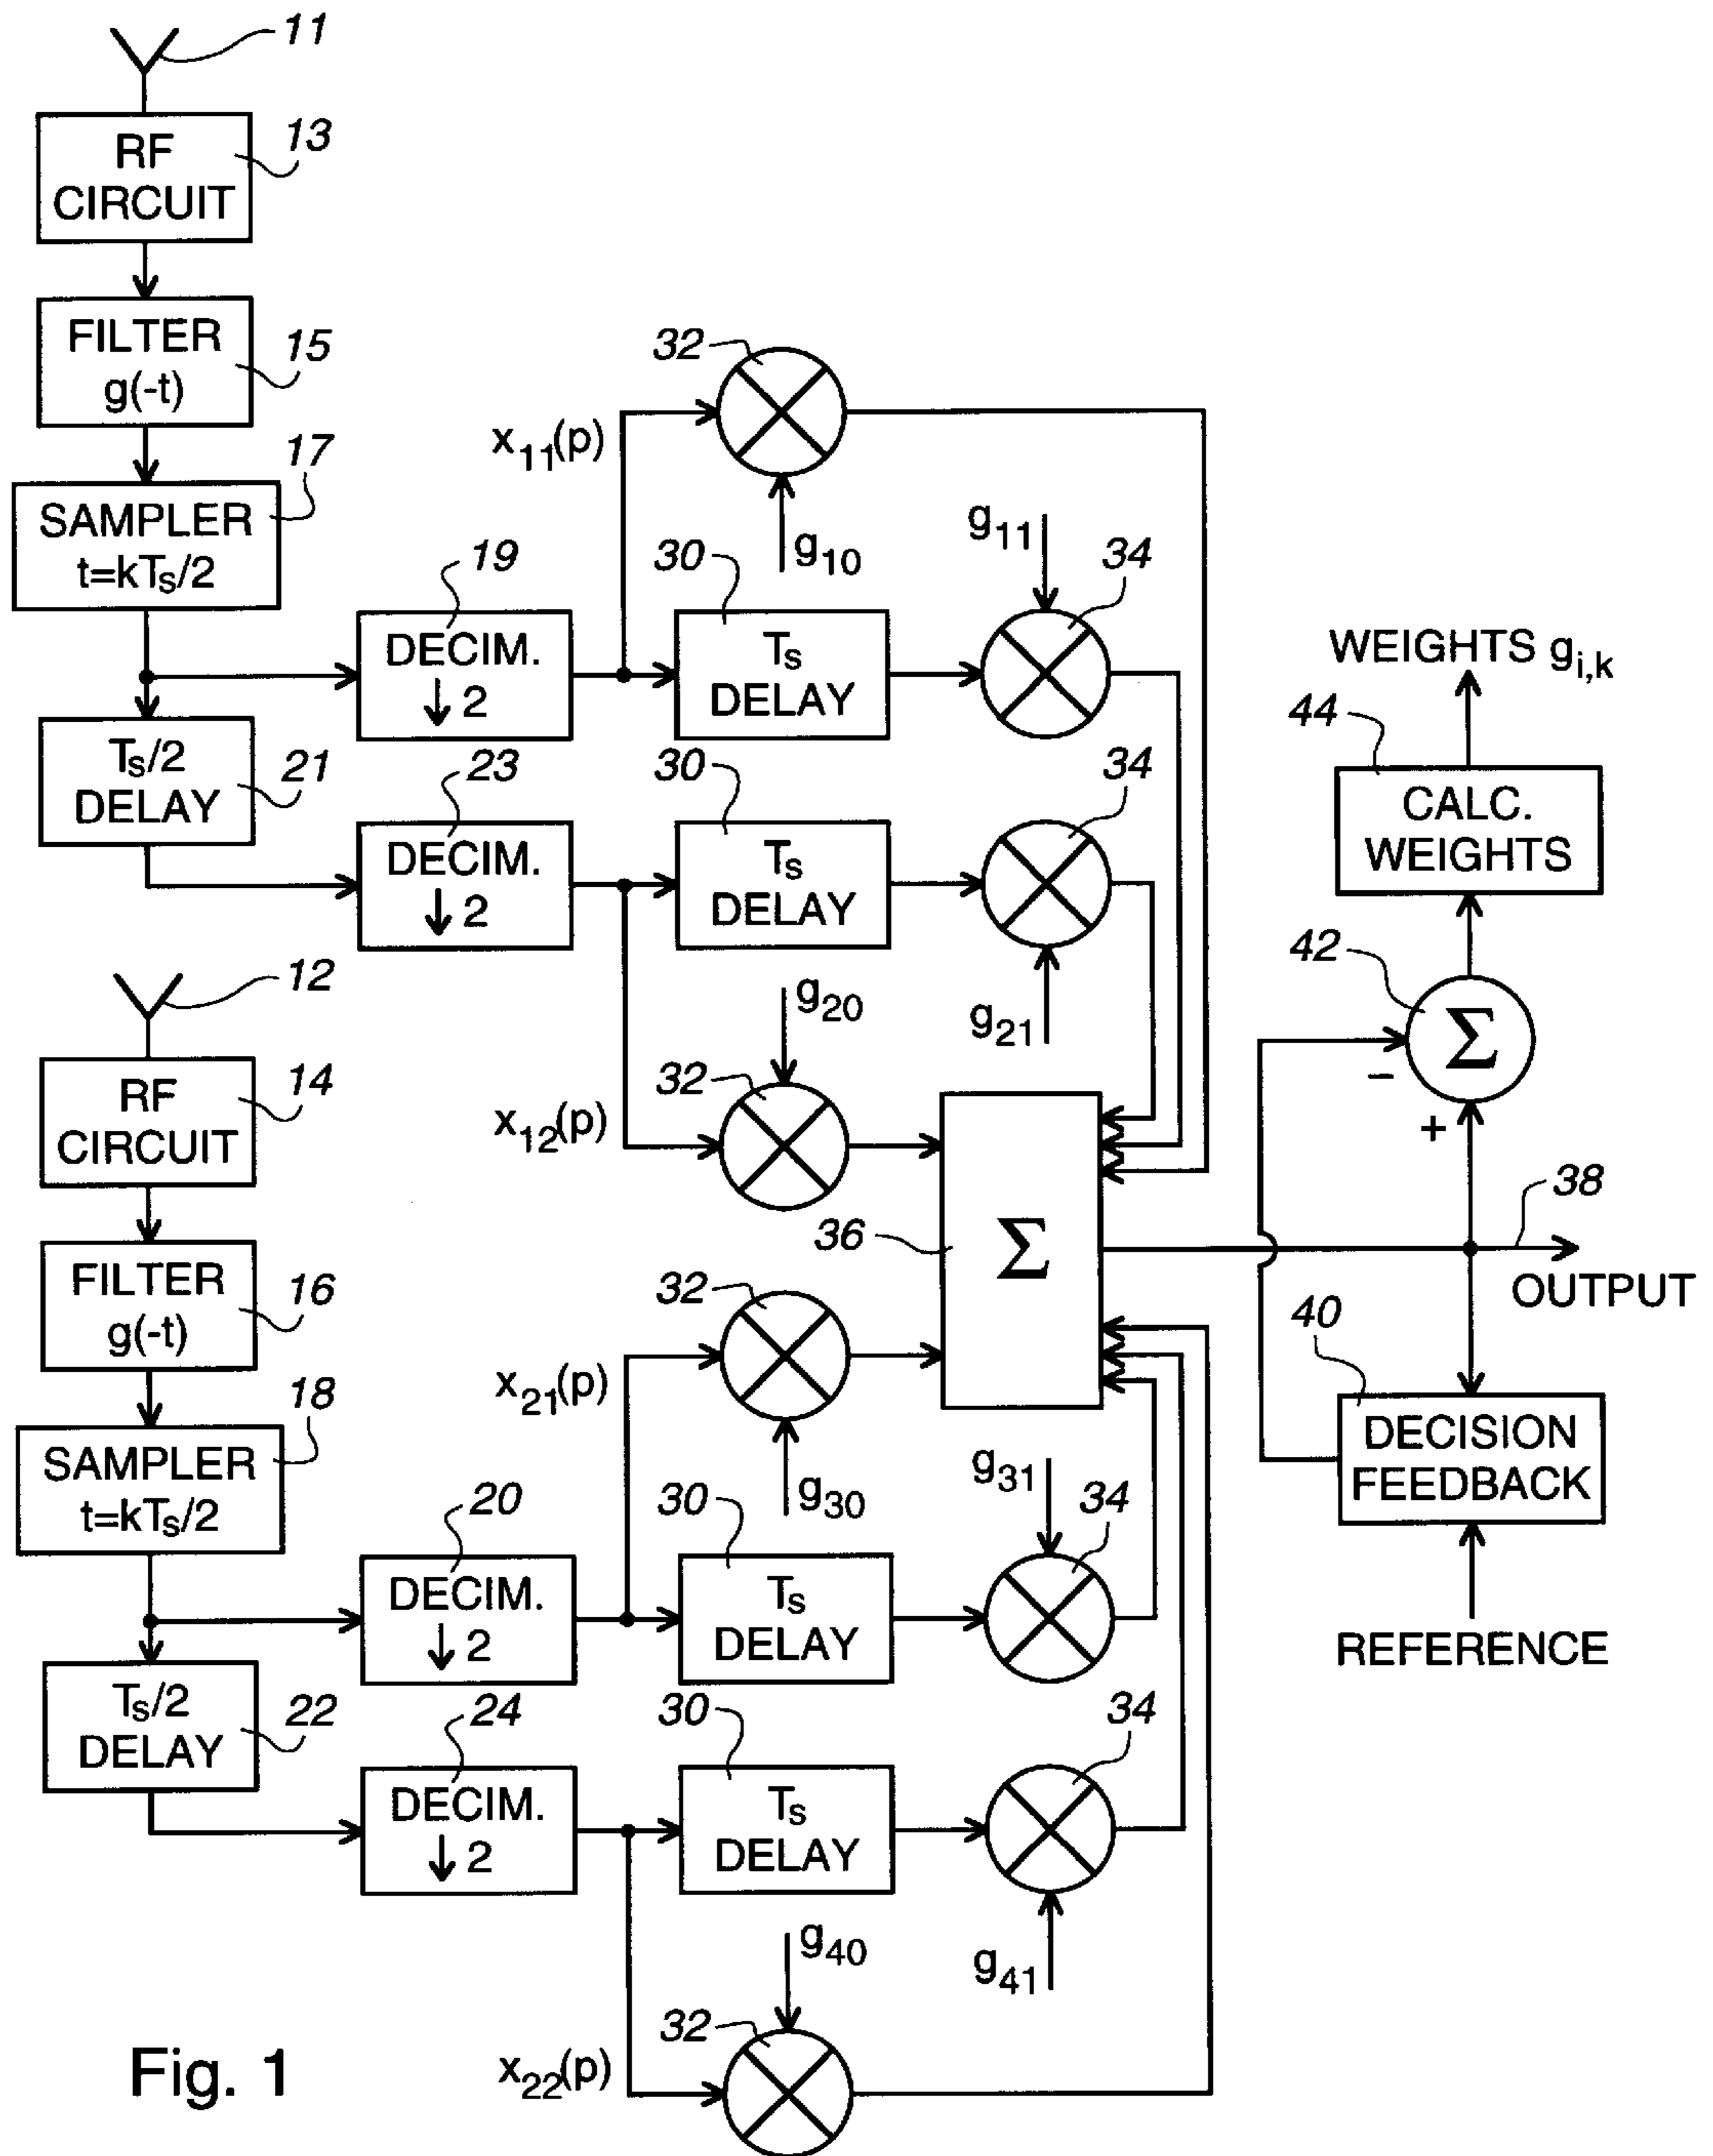 11
RF
CIRCUIT
13
FILTER
g(-t)
15
SAMPLER
t=kTs/2
17
Ts/2
DELAY
21
DECIM.
↓ 2
19
DECIM.
↓ 2
23
x11(p)
32
g10
30
Ts
DELAY
g11
34
30
Ts
DELAY
34
g21
g20
32
x12(p)
12
RF
CIRCUIT
14
FILTER
g(-t)
16
SAMPLER
t=kTs/2
18
Ts/2
DELAY
22
DECIM.
↓ 2
20
DECIM.
↓ 2
24
36
Σ
32
x21(p)
g30
30
Ts
DELAY
g31
34
30
Ts
DELAY
34
g41
g40
32
x22(p)
WEIGHTS gi,k
44
CALC.
WEIGHTS
42
Σ
−
+
38
OUTPUT
40
DECISION
FEEDBACK
REFERENCE
Fig. 1